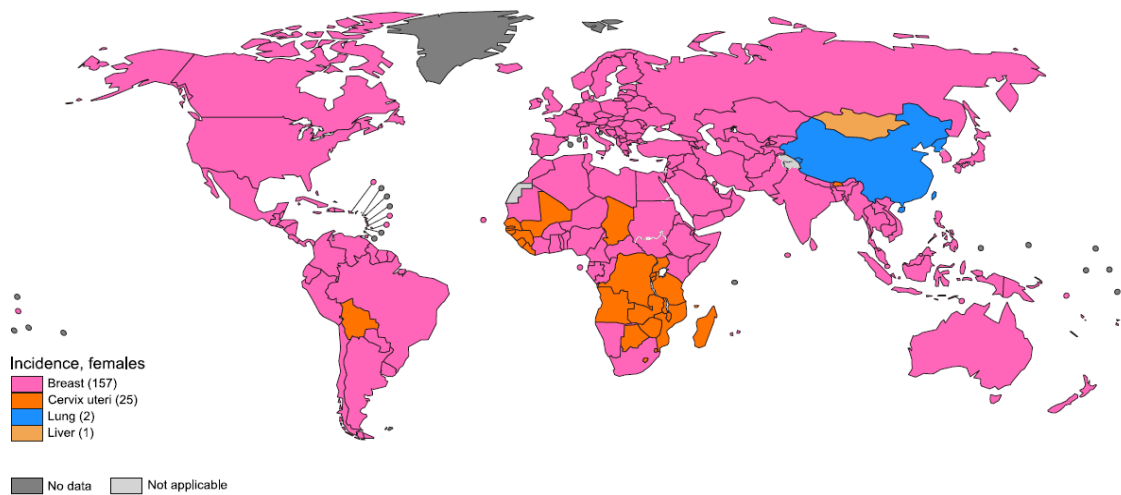 Incidence, females
Breast (157)
Cervix uteri (25)
Lung (2)
Liver (1)
No data
Not applicable